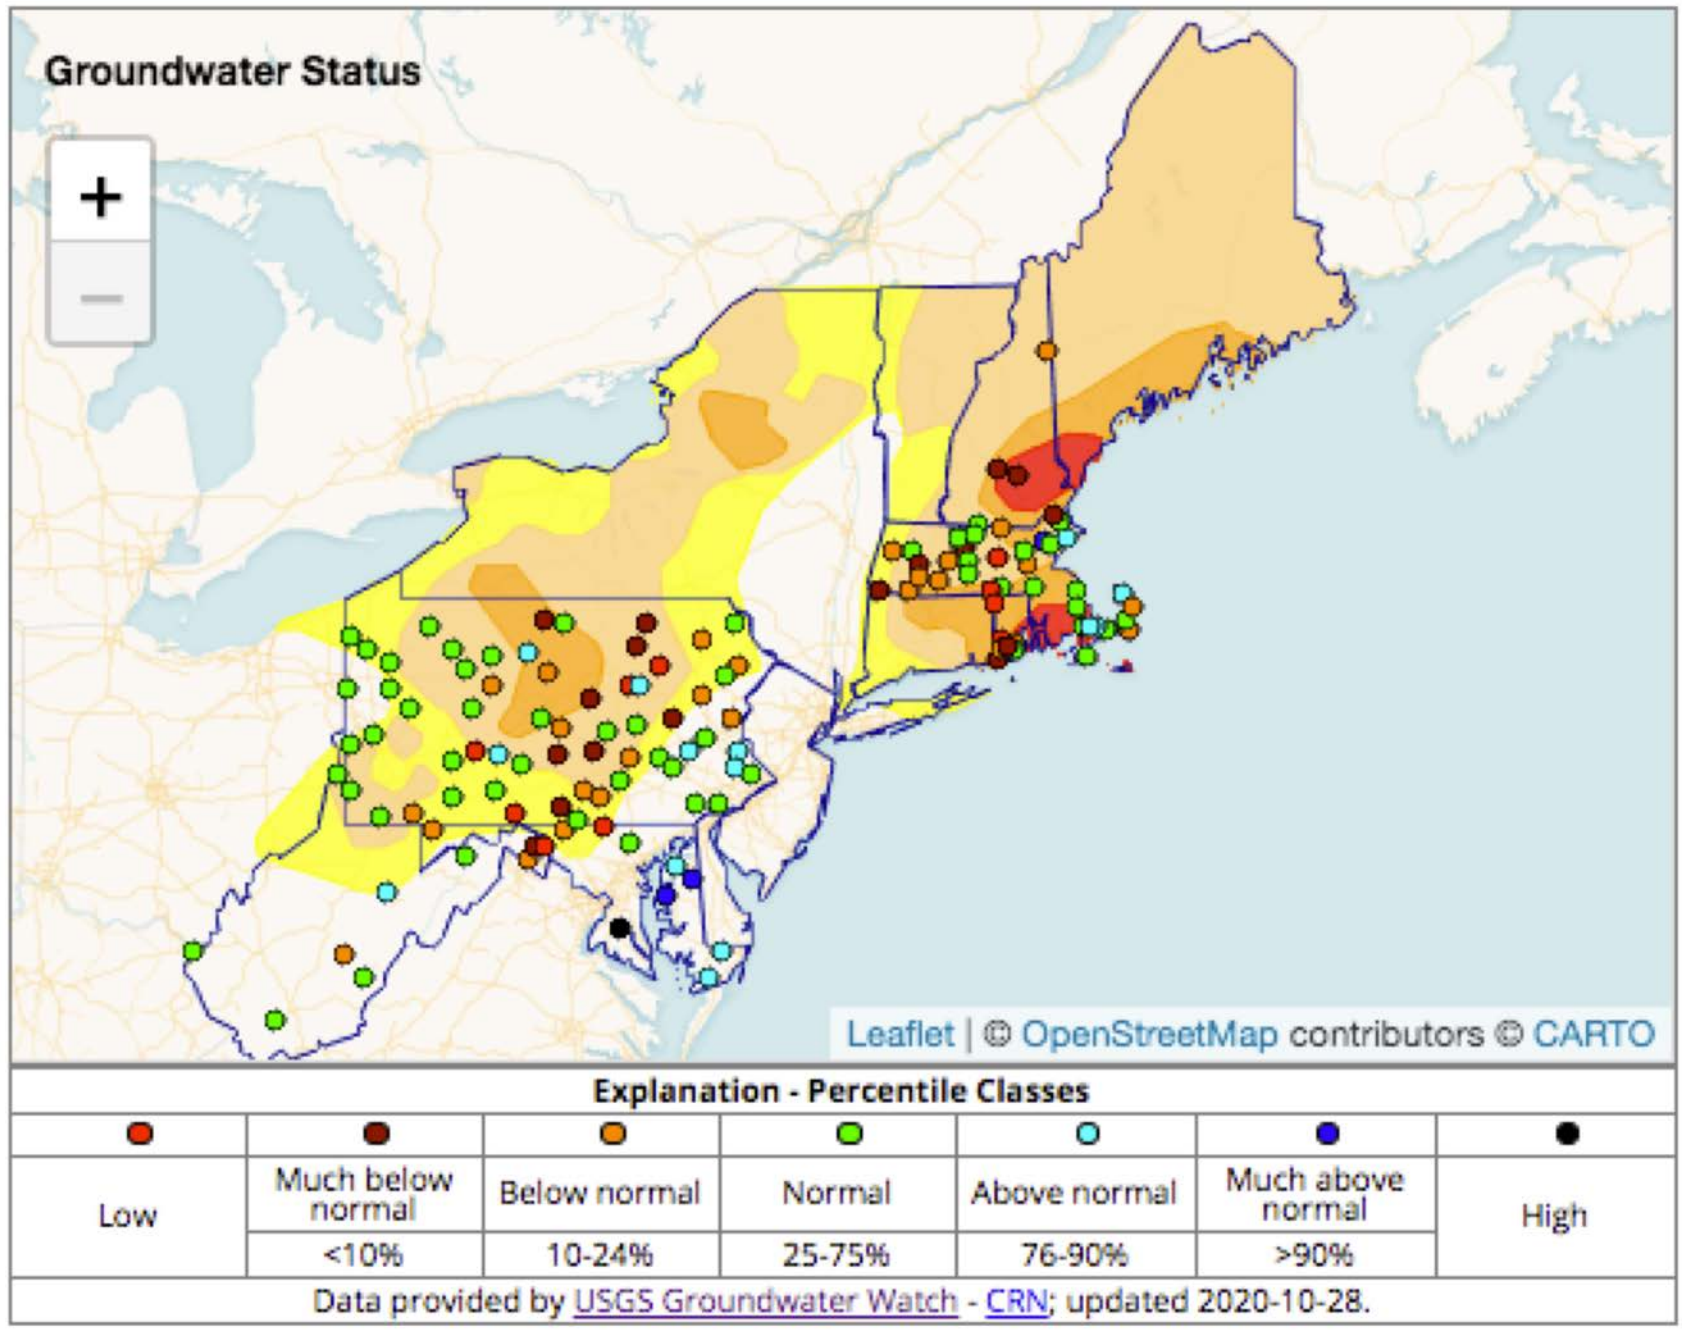 Groundwater Status
+
−
Leaflet | © OpenStreetMap contributors © CARTO
Explanation - Percentile Classes
Low
Much below normal
Below normal
Normal
Above normal
Much above normal
High
<10%
10-24%
25-75%
76-90%
>90%
Data provided by USGS Groundwater Watch - CRN; updated 2020-10-28.